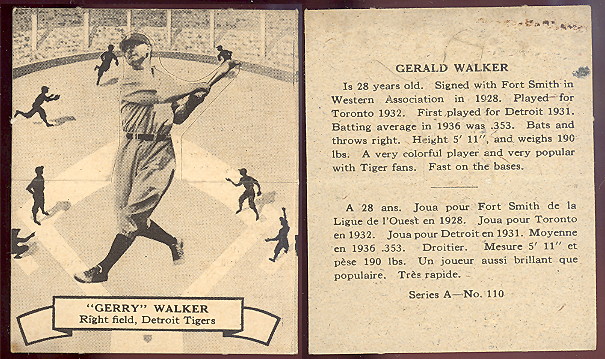 "GERRY" WALKER
Right field, Detroit Tigers
GERALD WALKER
Is 28 years old. Signed with Fort Smith in
Western Association in 1928. Played for
Toronto 1932. First played for Detroit 1931.
Batting average in 1936 was .353. Bats and
throws right. Height 5' 11", and weighs 190
lbs. A very colorful player and very popular
with Tiger fans. Fast on the bases.
A 28 ans. Joua pour Fort Smith de la
Ligue de l'Ouest en 1928. Joua pour Toronto
en 1932. Joua pour Detroit en 1931. Moyenne
en 1936 .353. Droitier. Mesure 5' 11" et
pèse 190 lbs. Un joueur aussi brillant que
populaire. Très rapide.
Series A—No. 110